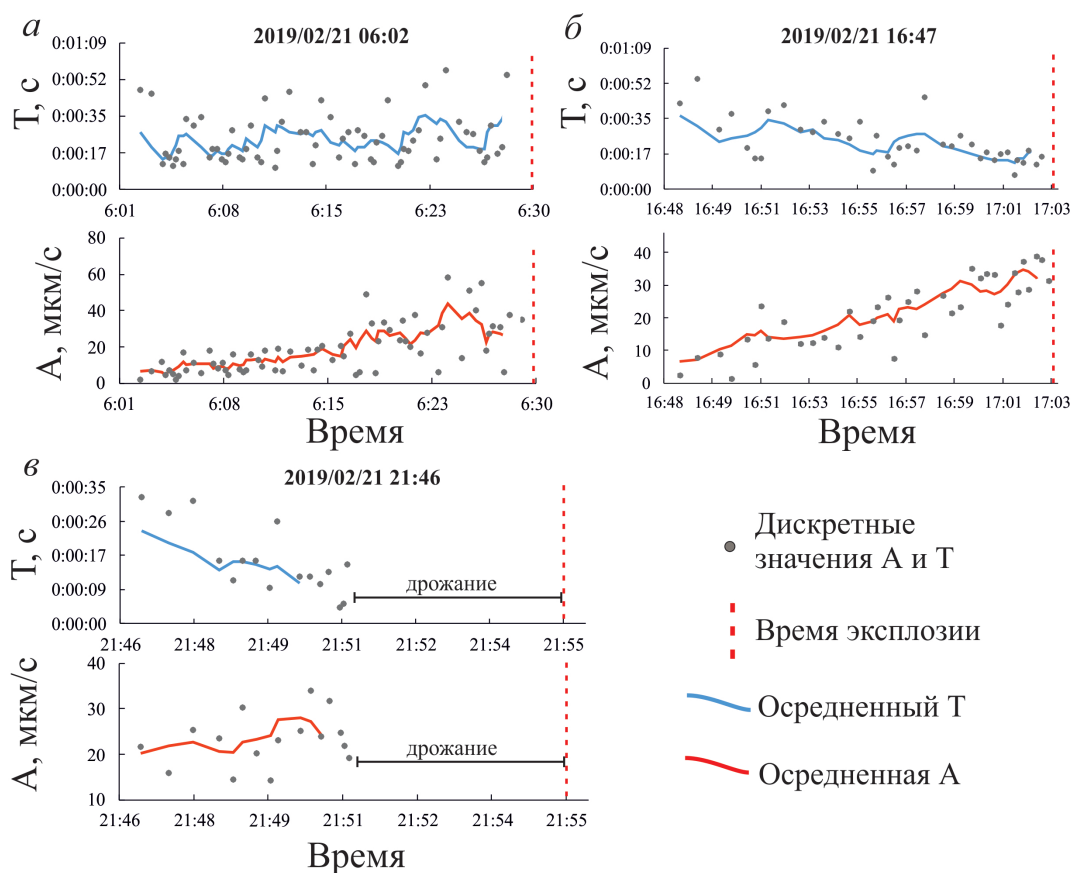 а
2019/02/21 06:02
T, с
0:01:09
0:00:52
0:00:35
0:00:17
0:00:00
6:01 6:08 6:15 6:23 6:30
A, мкм/с
80
60
40
20
0
6:01 6:08 6:15 6:23 6:30
Время
б
2019/02/21 16:47
T, с
0:01:09
0:00:52
0:00:35
0:00:17
0:00:00
16:48 16:49 16:51 16:53 16:55 16:57 16:59 17:01 17:03
A, мкм/с
40
30
20
10
0
16:48 16:49 16:51 16:53 16:55 16:57 16:59 17:01 17:03
Время
в
2019/02/21 21:46
T, с
0:00:35
0:00:26
0:00:17
0:00:09
0:00:00
дрожание
21:46 21:48 21:49 21:51 21:52 21:54 21:55
A, мкм/с
40
30
20
10
дрожание
21:46 21:48 21:49 21:51 21:52 21:54 21:55
Время
Дискретные
значения А и Т
Время эксплозии
Осредненный Т
Осредненная А